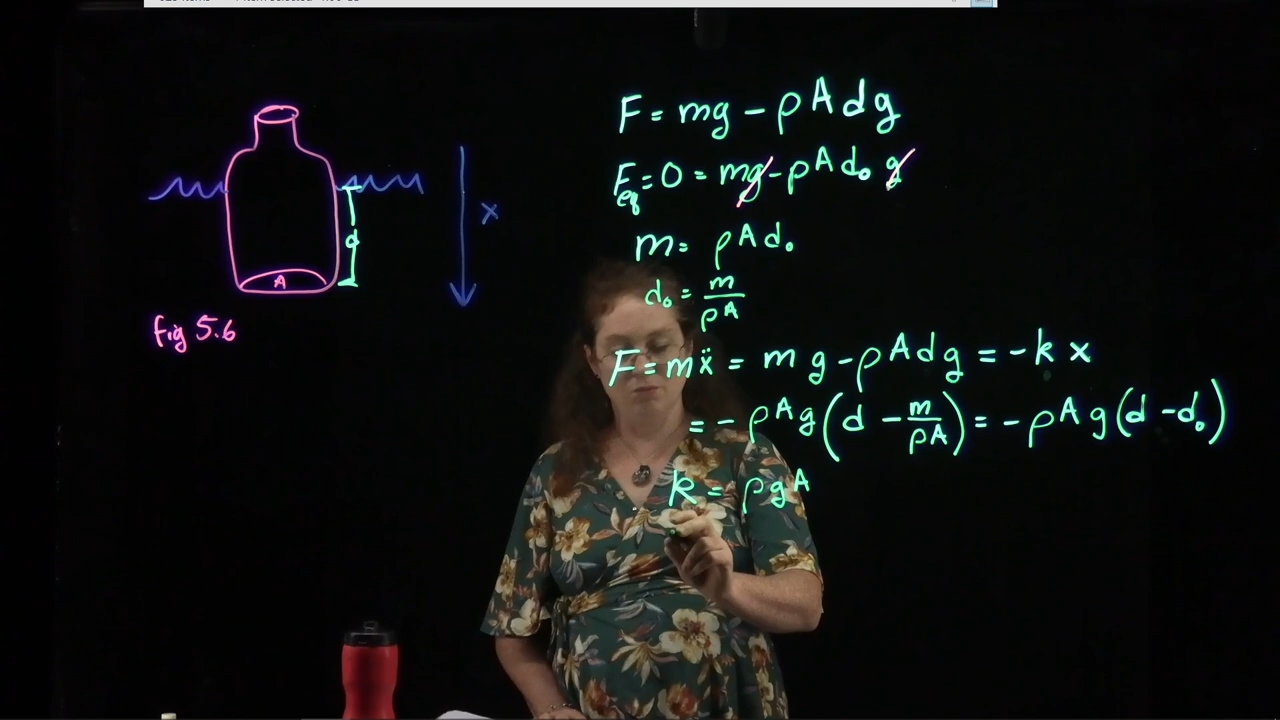 F = mg - ρAdg
F_eq = 0 = mg - ρAd₀g
m = ρAd₀
d₀ = m/ρA
F = mẍ = mg - ρAdg = -kx
= -ρAg(d - m/ρA) = -ρAg(d - d₀)
k = ρgA
d
x
A
fig 5.6